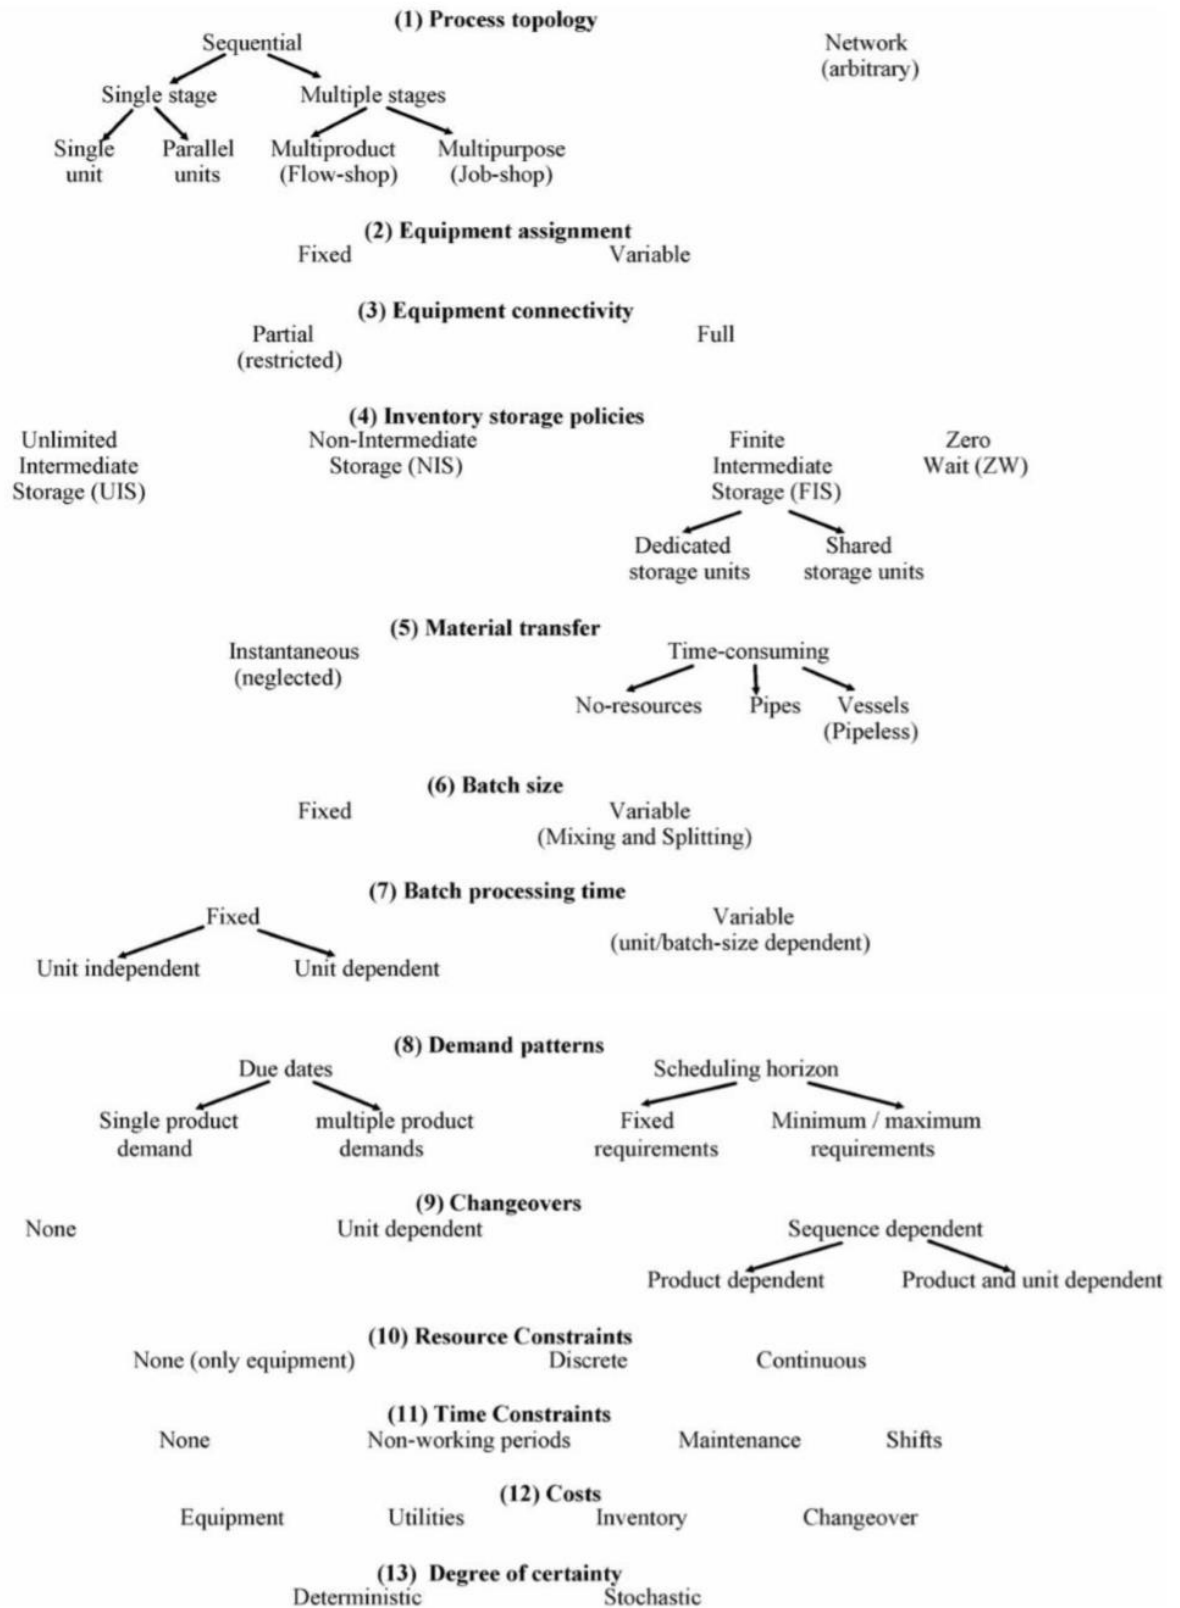 (1) Process topology
Sequential
Network
(arbitrary)
Single stage
Multiple stages
Single
unit
Parallel
units
Multiproduct
(Flow-shop)
Multipurpose
(Job-shop)
(2) Equipment assignment
Fixed
Variable
(3) Equipment connectivity
Partial
(restricted)
Full
(4) Inventory storage policies
Unlimited
Intermediate
Storage (UIS)
Non-Intermediate
Storage (NIS)
Finite
Intermediate
Storage (FIS)
Zero
Wait (ZW)
Dedicated
storage units
Shared
storage units
(5) Material transfer
Instantaneous
(neglected)
Time-consuming
No-resources
Pipes
Vessels
(Pipeless)
(6) Batch size
Fixed
Variable
(Mixing and Splitting)
(7) Batch processing time
Fixed
Variable
(unit/batch-size dependent)
Unit independent
Unit dependent
(8) Demand patterns
Due dates
Scheduling horizon
Single product
demand
multiple product
demands
Fixed
requirements
Minimum / maximum
requirements
(9) Changeovers
None
Unit dependent
Sequence dependent
Product dependent
Product and unit dependent
(10) Resource Constraints
None (only equipment)
Discrete
Continuous
(11) Time Constraints
None
Non-working periods
Maintenance
Shifts
(12) Costs
Equipment
Utilities
Inventory
Changeover
(13) Degree of certainty
Deterministic
Stochastic